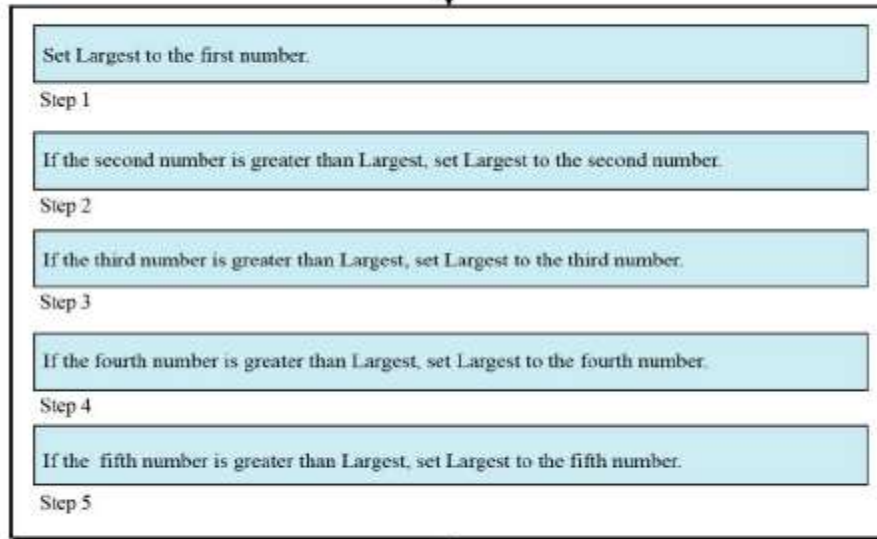 Set Largest to the first number.
Step 1
If the second number is greater than Largest, set Largest to the second number.
Step 2
If the third number is greater than Largest, set Largest to the third number.
Step 3
If the fourth number is greater than Largest, set Largest to the fourth number.
Step 4
If the fifth number is greater than Largest, set Largest to the fifth number.
Step 5